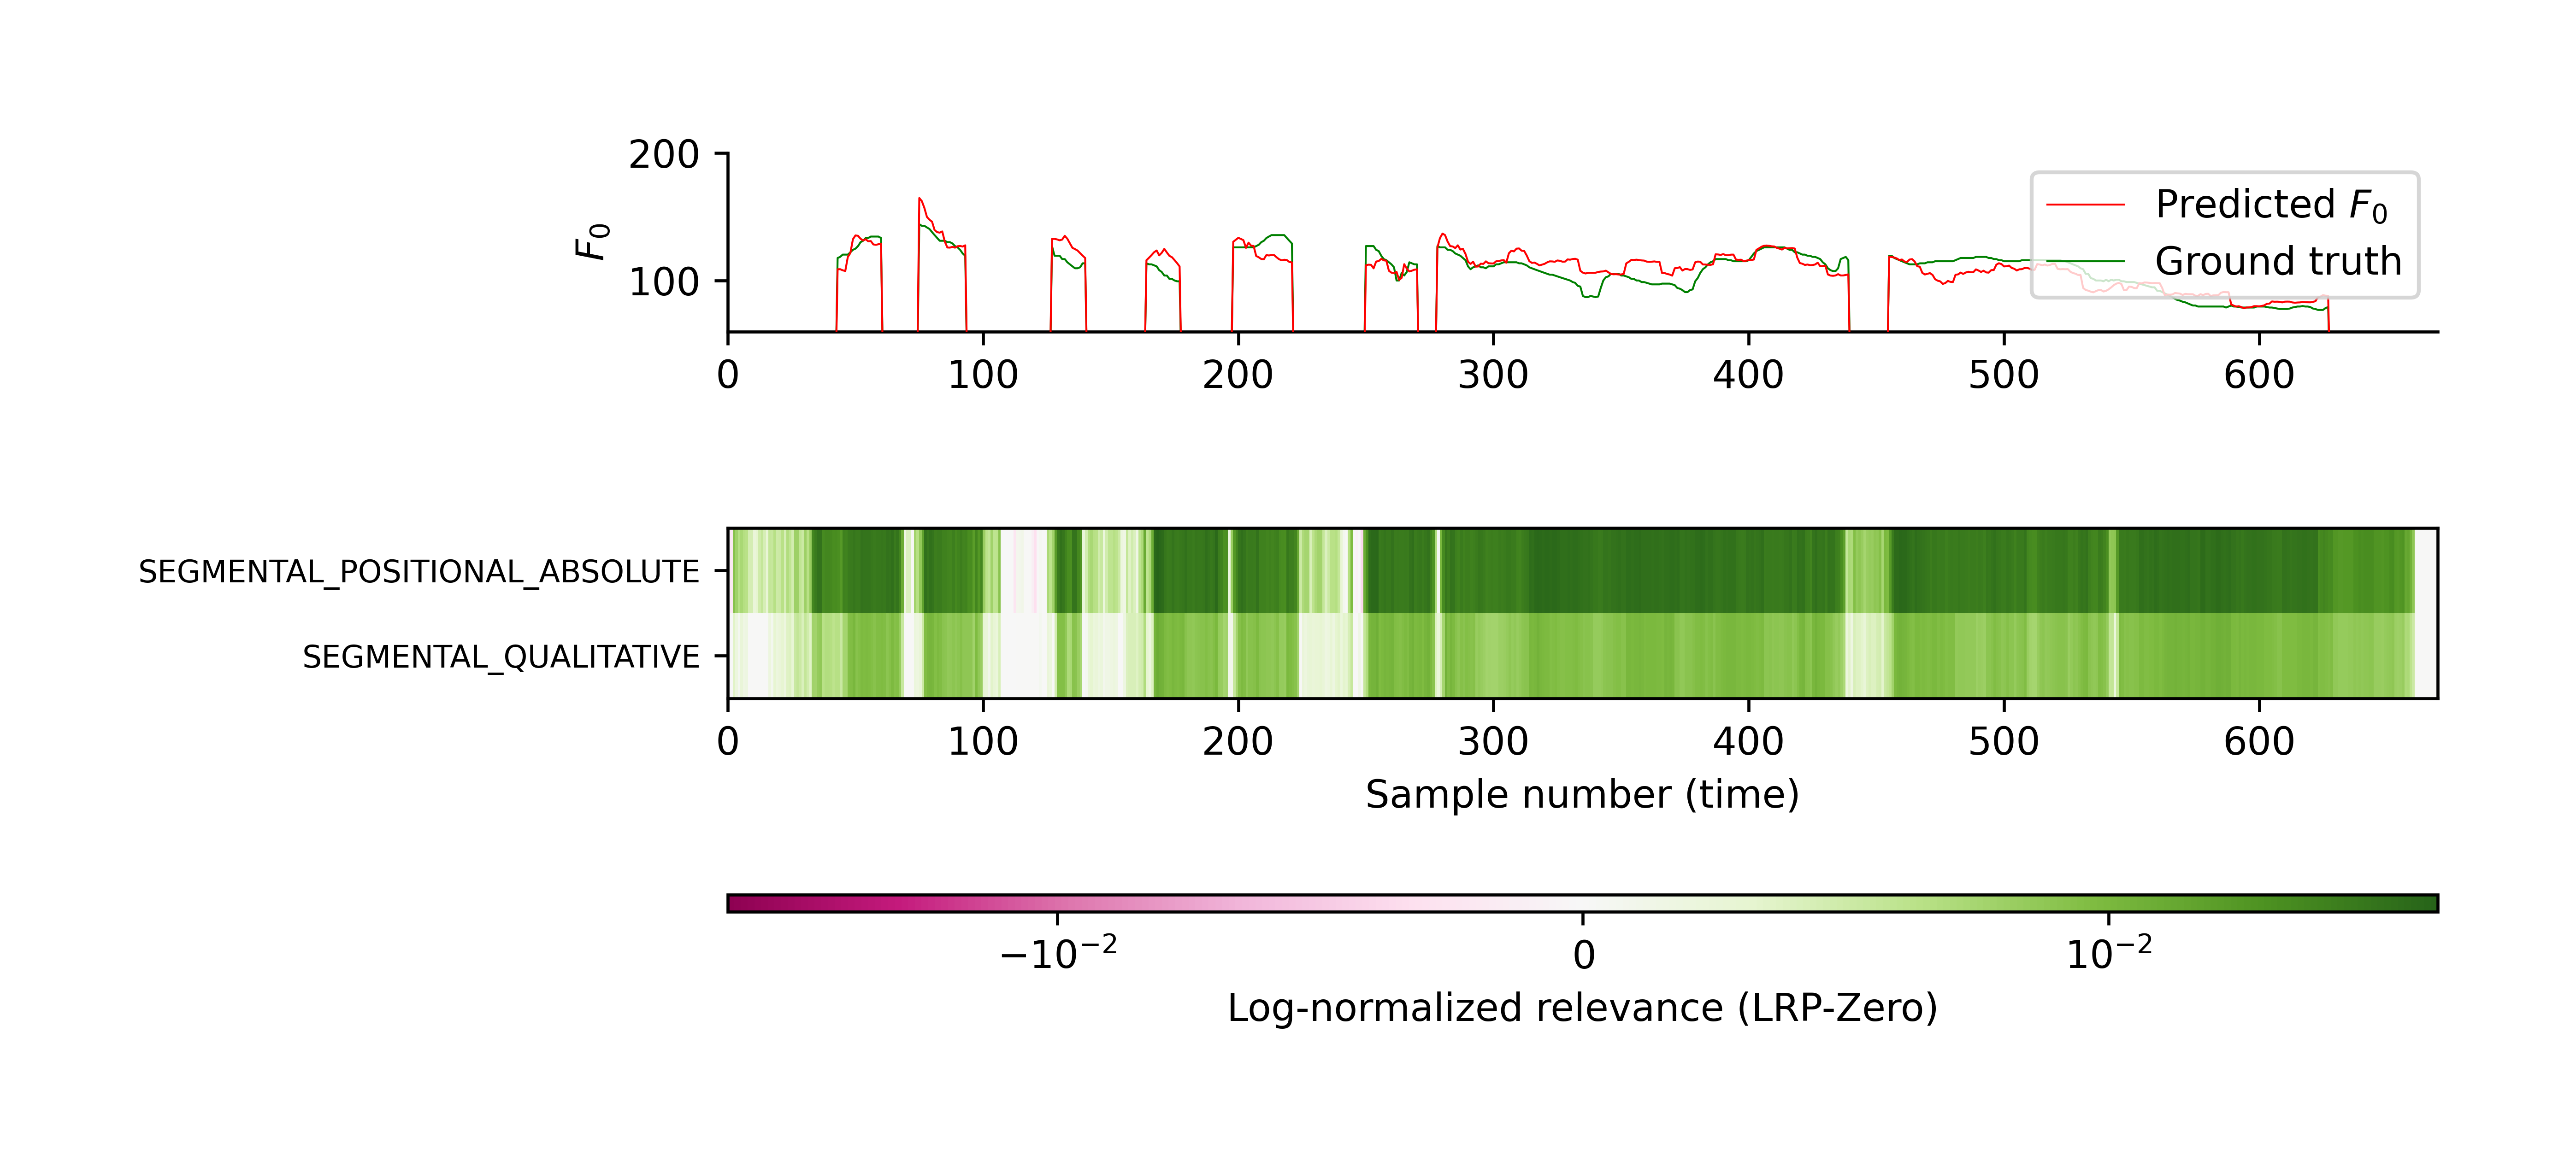 200
100
F₀
Predicted F₀
Ground truth
0 100 200 300 400 500 600
SEGMENTAL_POSITIONAL_ABSOLUTE
SEGMENTAL_QUALITATIVE
0 100 200 300 400 500 600
Sample number (time)
−10⁻² 0 10⁻²
Log-normalized relevance (LRP-Zero)